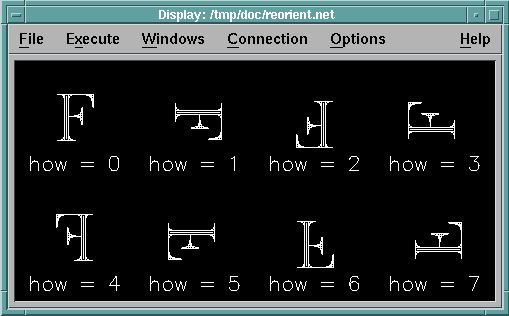 Display: /tmp/doc/reorient.net
File Execute Windows Connection Options Help
F F F F
how = 0 how = 1 how = 2 how = 3
F F F F
how = 4 how = 5 how = 6 how = 7